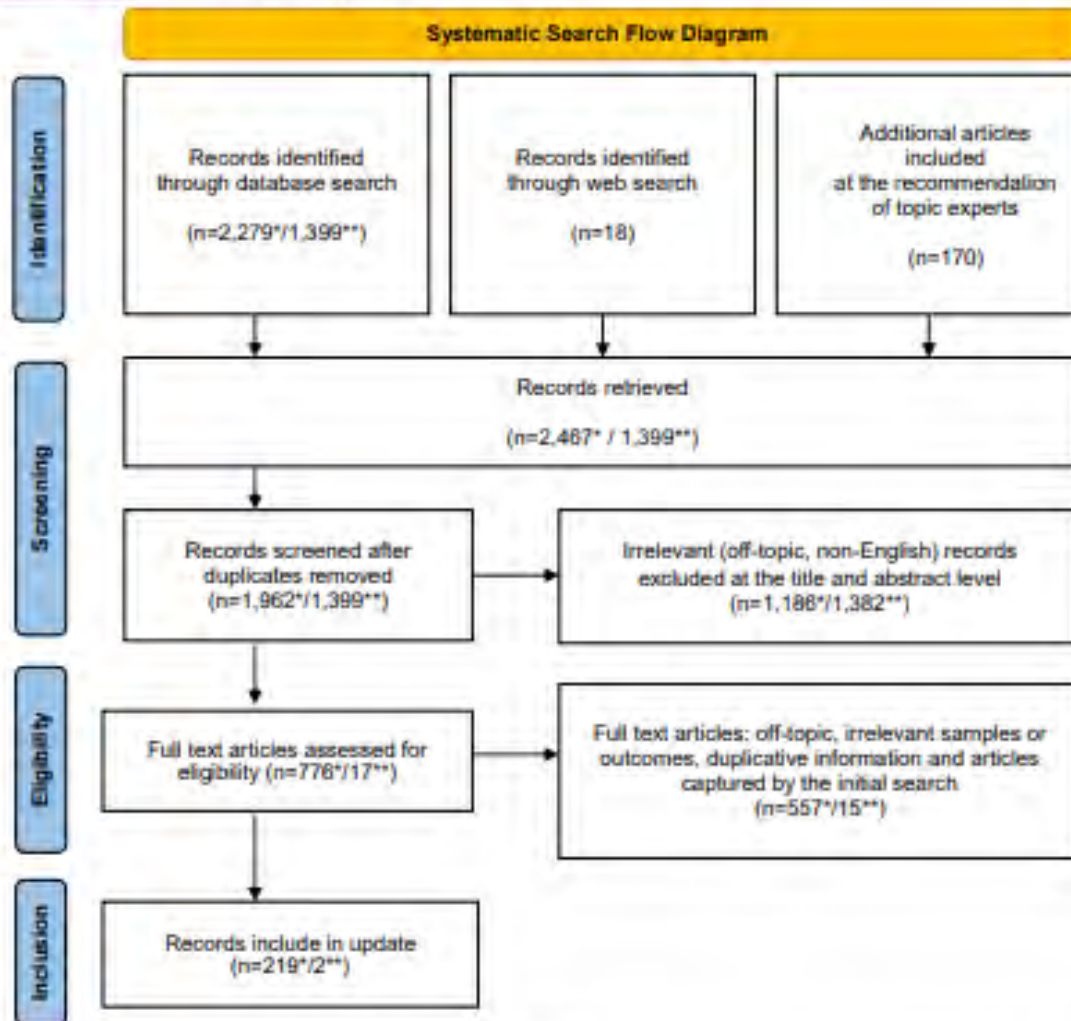 Systematic Search Flow Diagram
Identification
Records identified
through database search
(n=2,279*/1,399**)
Records identified
through web search
(n=18)
Additional articles
included
at the recommendation
of topic experts
(n=170)
Screening
Records retrieved
(n=2,467* / 1,399**)
Records screened after
duplicates removed
(n=1,962*/1,399**)
Irrelevant (off-topic, non-English) records
excluded at the title and abstract level
(n=1,186*/1,382**)
Eligibility
Full text articles assessed for
eligibility (n=776*/17**)
Full text articles: off-topic, irrelevant samples or
outcomes, duplicative information and articles
captured by the initial search
(n=557*/15**)
Inclusion
Records include in update
(n=219*/2**)